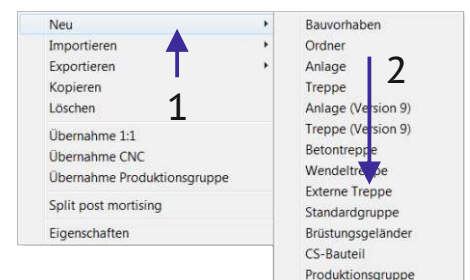 Neu
Importieren
Exportieren
Kopieren
Löschen
Übernahme 1:1
Übernahme CNC
Übernahme Produktionsgruppe
Split post mortising
Eigenschaften
1
Bauvorhaben
Ordner
Anlage
Treppe
Anlage (Version 9)
Treppe (Version 9)
Betontreppe
Wendeltreppe
Externe Treppe
Standardgruppe
Brüstungsgeländer
CS-Bauteil
Produktionsgruppe
2